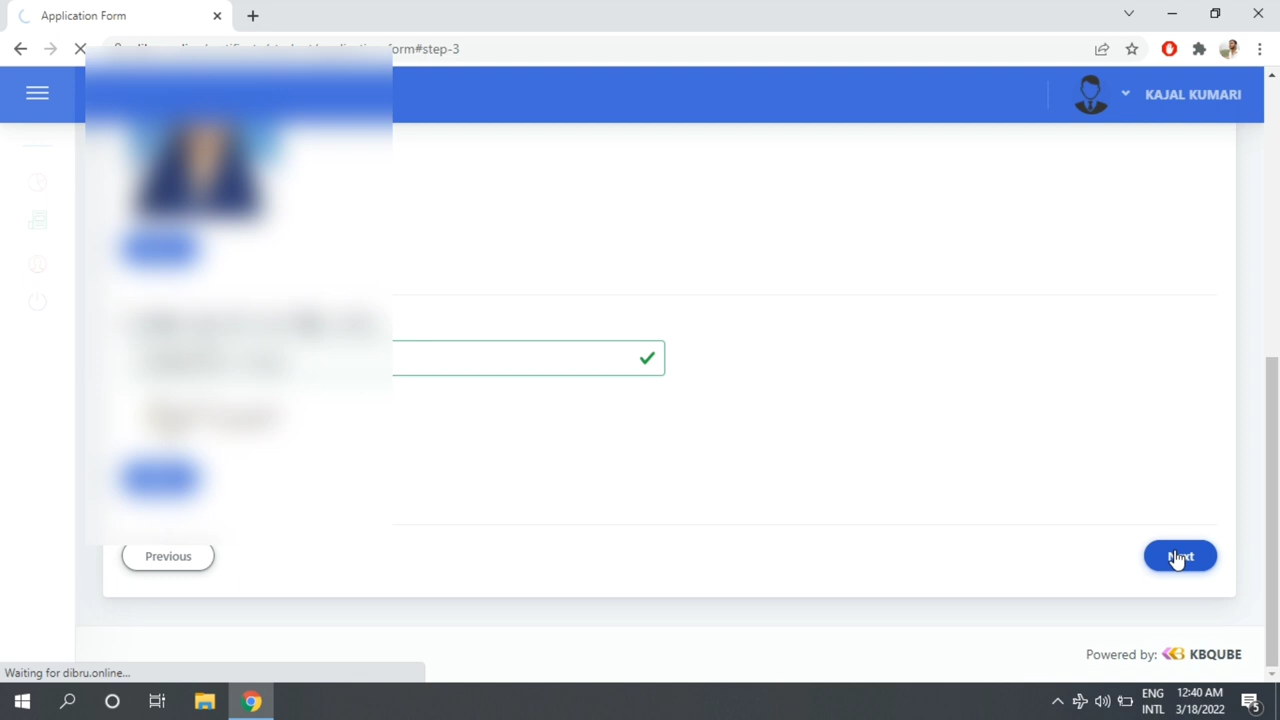 Application Form
form#step-3
KAJAL KUMARI
Previous
Next
Powered by: KBQUBE
Waiting for dibru.online...
ENG 12:40 AM
INTL 3/18/2022
5